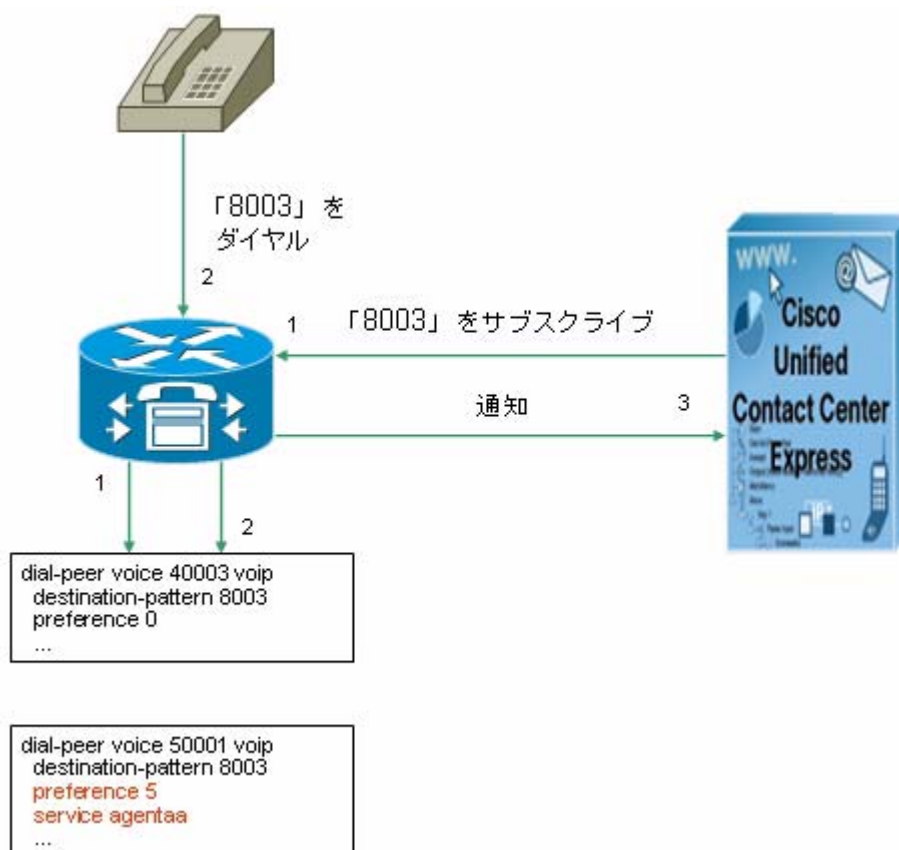 「8003」を
ダイヤル
2
1
「8003」をサブスクライブ
通知
3
www.
@
Cisco
Unified
Contact Center
Express
1
2
dial-peer voice 40003 voip
destination-pattern 8003
preference 0
...
dial-peer voice 50001 voip
destination-pattern 8003
preference 5
service agentaa
...